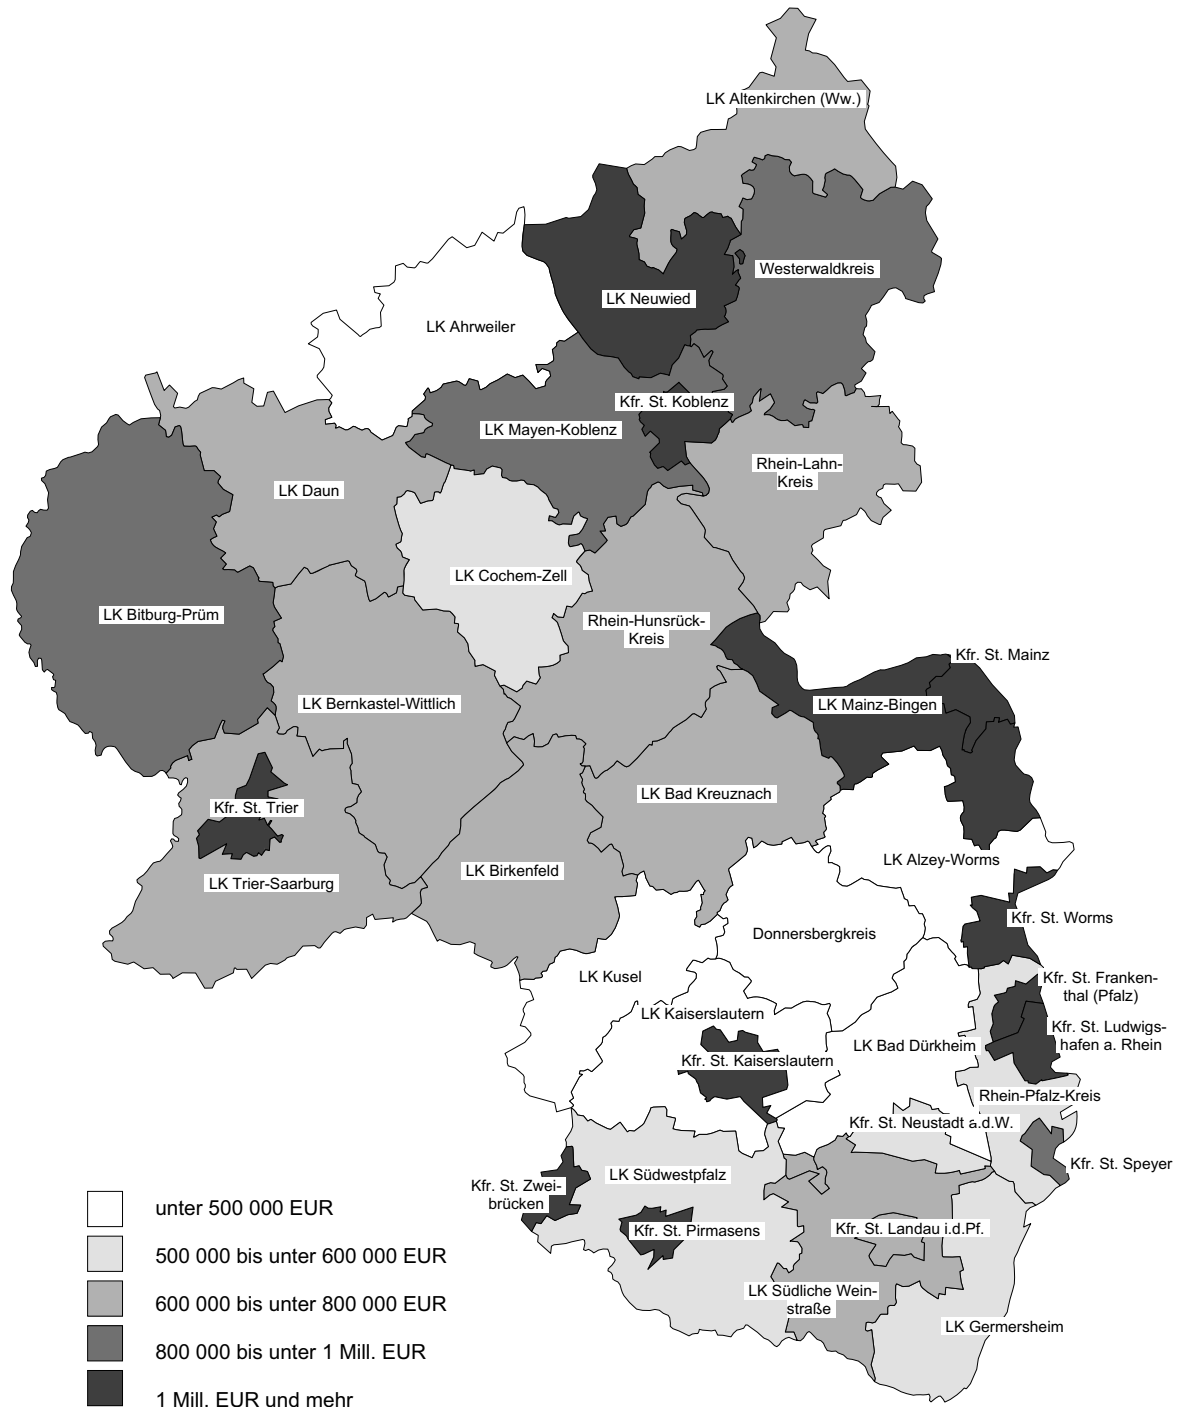 LK Altenkirchen (Ww.)
Westerwaldkreis
LK Neuwied
LK Ahrweiler
Kfr. St. Koblenz
LK Mayen-Koblenz
Rhein-Lahn-
Kreis
LK Daun
LK Cochem-Zell
LK Bitburg-Prüm
Rhein-Hunsrück-
Kreis
Kfr. St. Mainz
LK Bernkastel-Wittlich
LK Mainz-Bingen
LK Bad Kreuznach
Kfr. St. Trier
LK Alzey-Worms
LK Birkenfeld
LK Trier-Saarburg
Kfr. St. Worms
Donnersbergkreis
LK Kusel
Kfr. St. Franken-
thal (Pfalz)
LK Kaiserslautern
Kfr. St. Ludwigs-
hafen a. Rhein
LK Bad Dürkheim
Kfr. St. Kaiserslautern
Rhein-Pfalz-Kreis
Kfr. St. Neustadt a.d.W.
Kfr. St. Speyer
LK Südwestpfalz
Kfr. St. Zwei-
brücken
Kfr. St. Pirmasens
Kfr. St. Landau i.d.Pf.
LK Südliche Wein-
straße
LK Germersheim
unter 500 000 EUR
500 000 bis unter 600 000 EUR
600 000 bis unter 800 000 EUR
800 000 bis unter 1 Mill. EUR
1 Mill. EUR und mehr